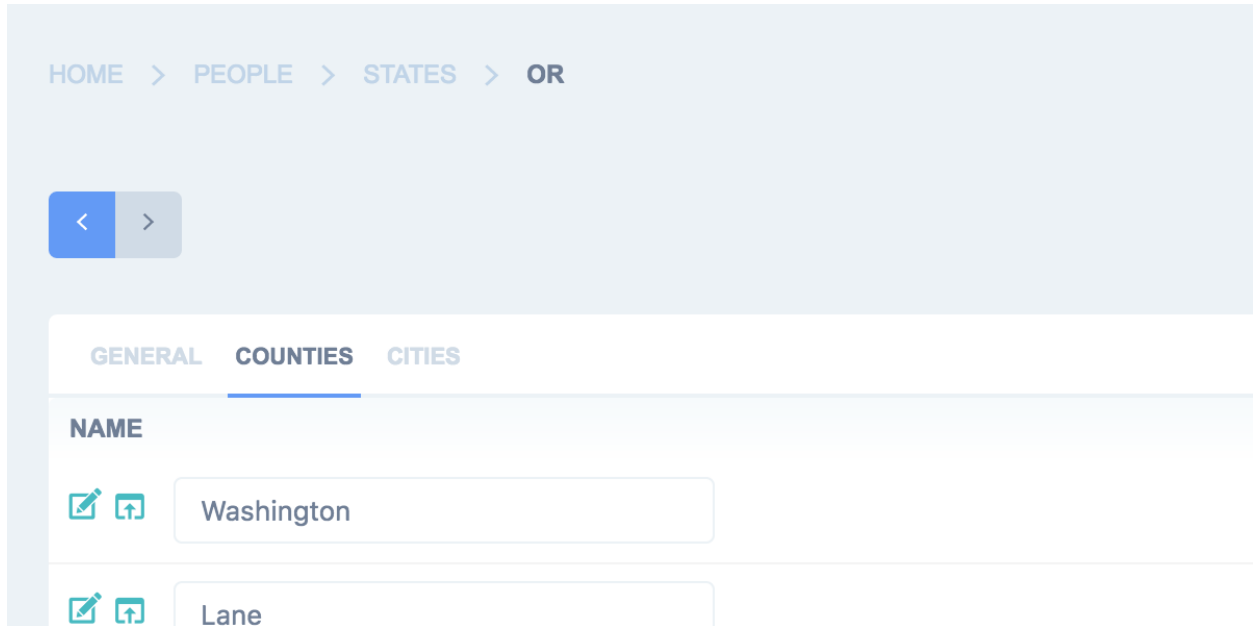 HOME > PEOPLE > STATES > OR
< >
GENERAL COUNTIES CITIES
NAME
Washington
Lane